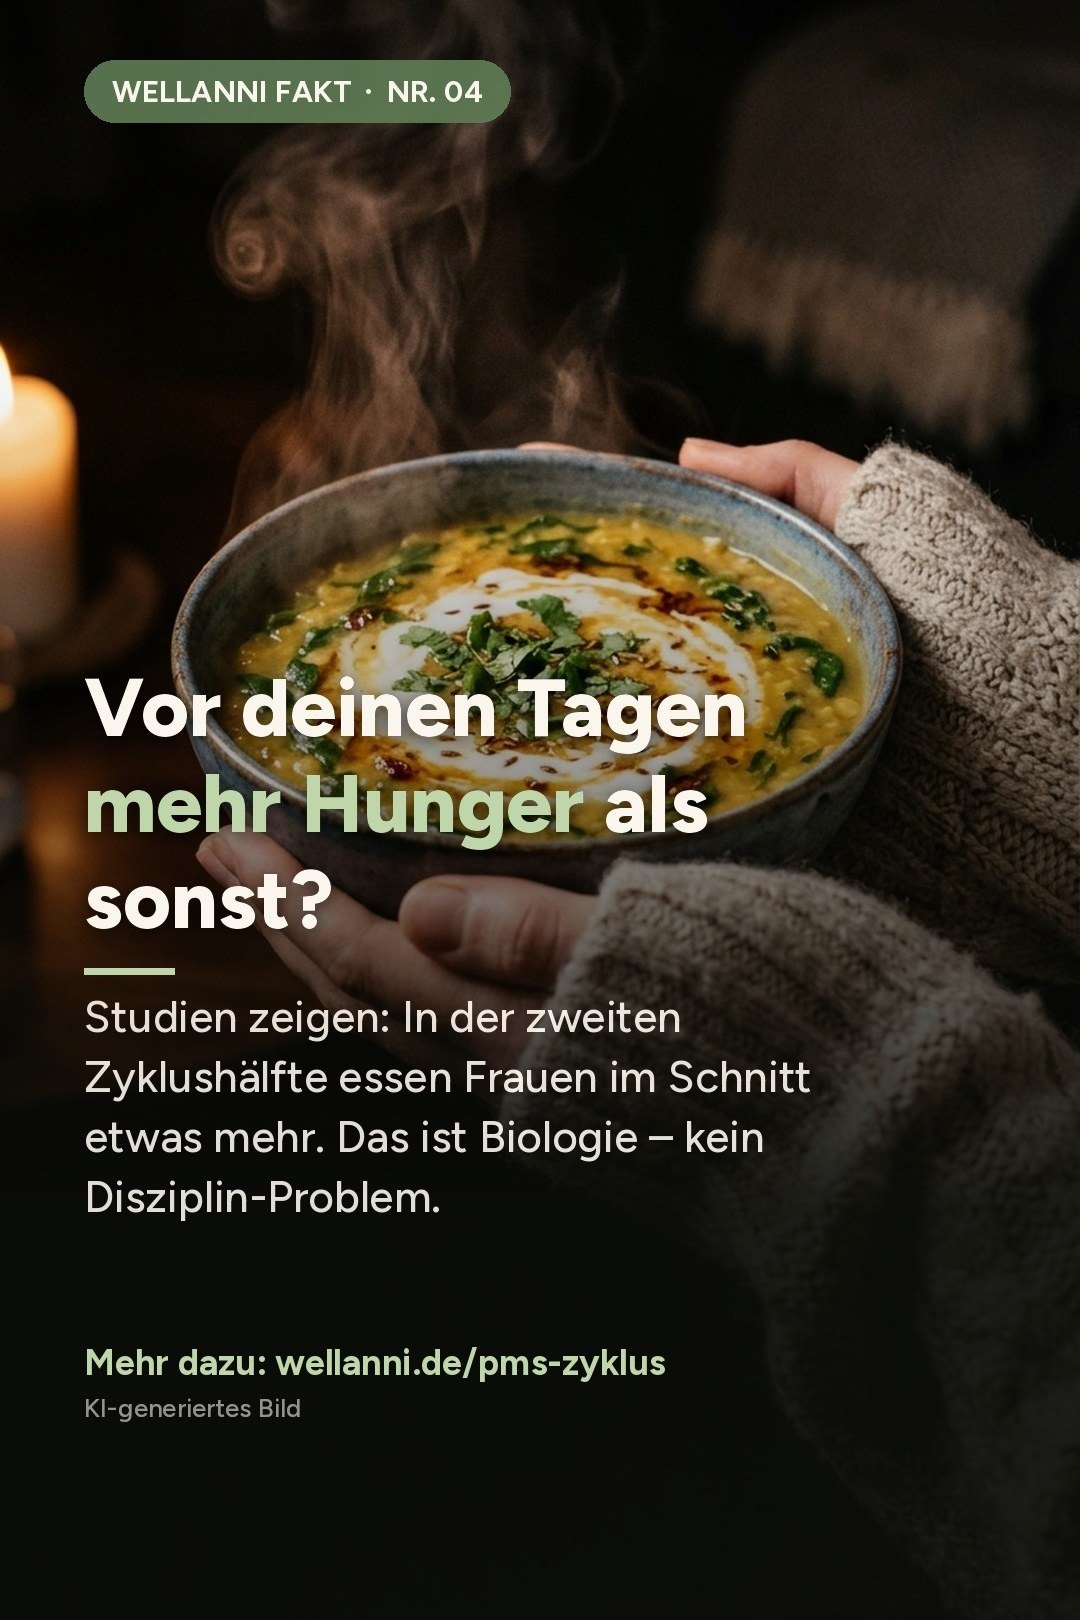 WELLANNI FAKT · NR. 04
Vor deinen Tagen
mehr Hunger als
sonst?
Studien zeigen: In der zweiten
Zyklushälfte essen Frauen im Schnitt
etwas mehr. Das ist Biologie – kein
Disziplin-Problem.
Mehr dazu: wellanni.de/pms-zyklus
KI-generiertes Bild